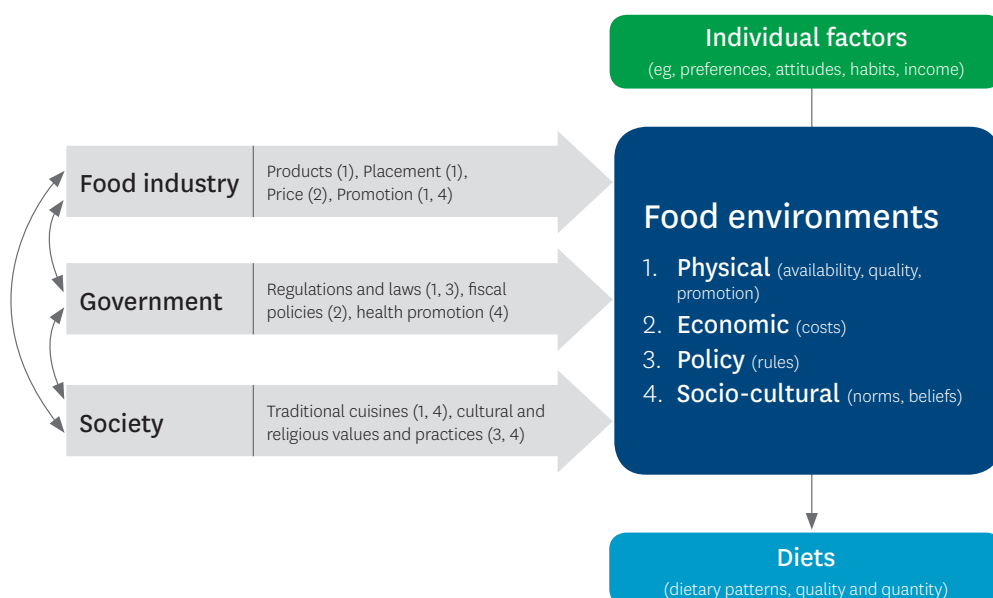 Individual factors
(eg, preferences, attitudes, habits, income)
Food industry
Products (1), Placement (1),
Price (2), Promotion (1, 4)
Government
Regulations and laws (1, 3), fiscal
policies (2), health promotion (4)
Society
Traditional cuisines (1, 4), cultural and
religious values and practices (3, 4)
Food environments
1. Physical (availability, quality,
promotion)
2. Economic (costs)
3. Policy (rules)
4. Socio-cultural (norms, beliefs)
Diets
(dietary patterns, quality and quantity)